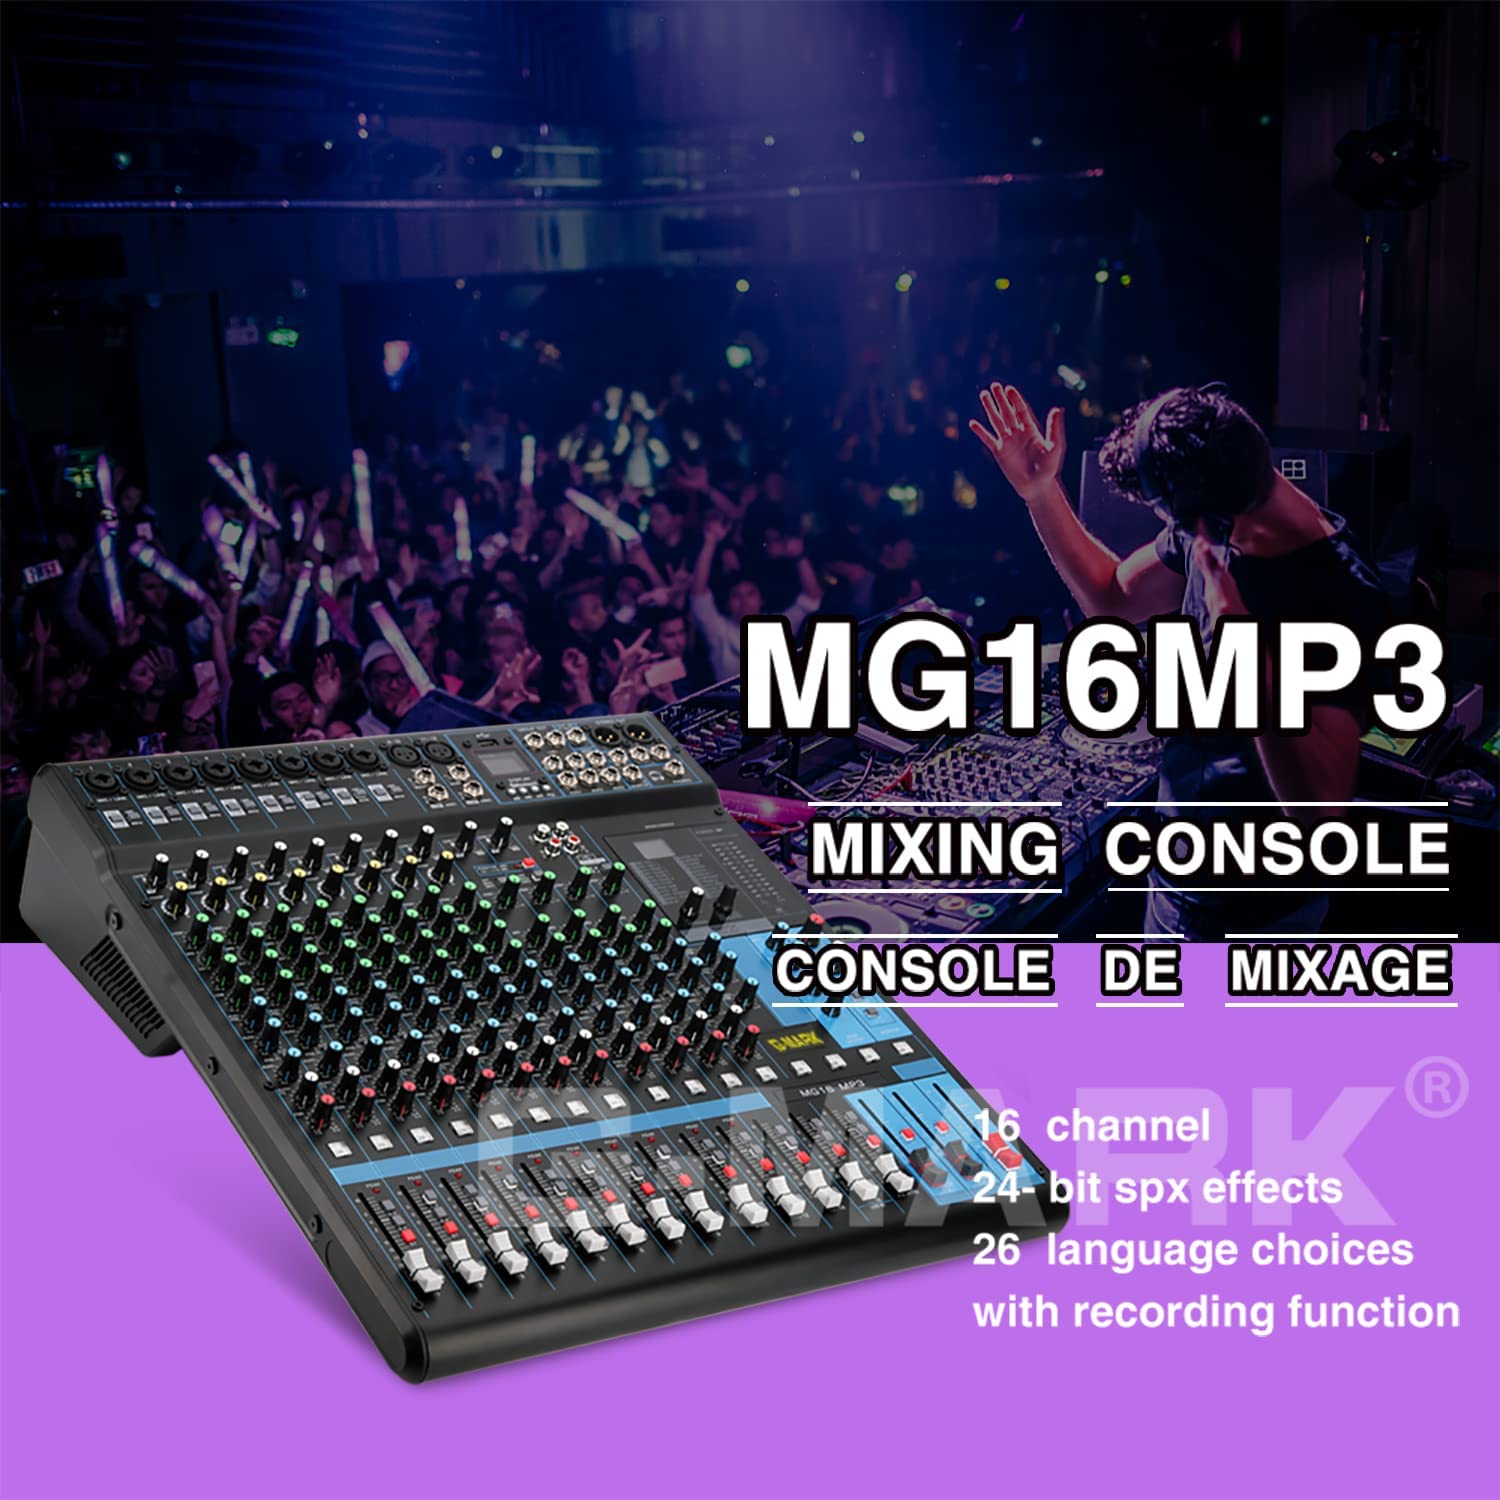 MG16MP3
MIXING CONSOLE
CONSOLE DE MIXAGE
G-MARK
MG16 MP3
G-MARK®
16 channel
24- bit spx effects
26 language choices
with recording function